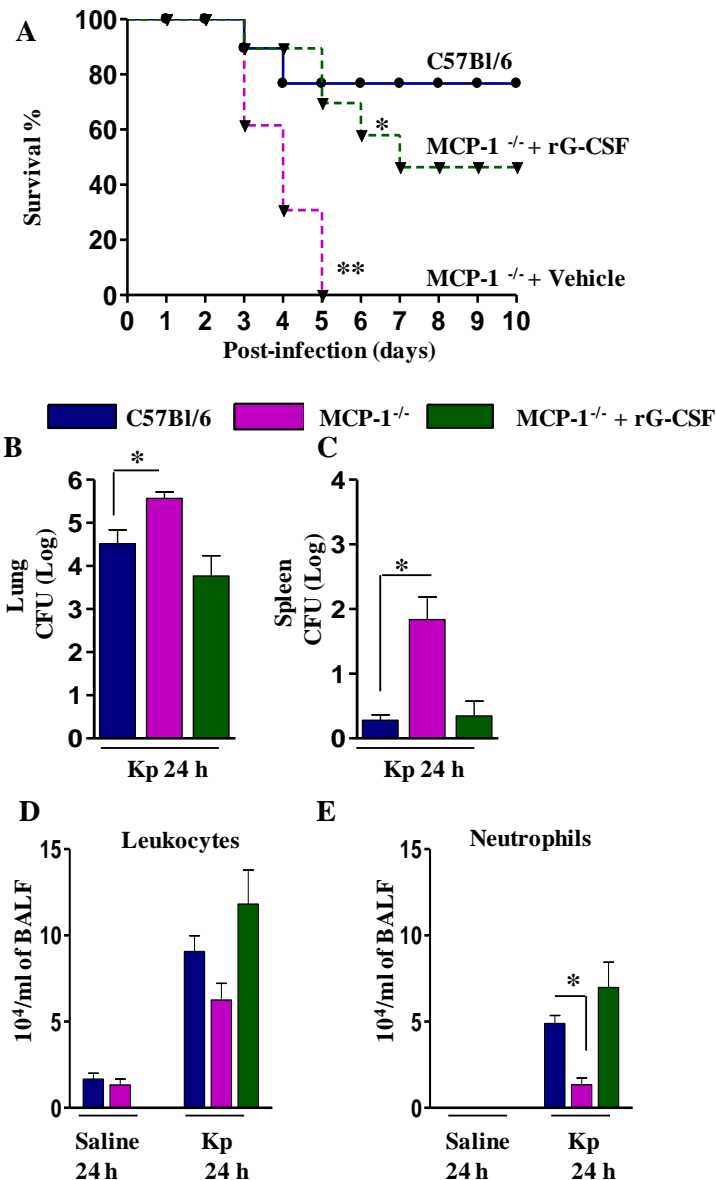 A
100
80
60
40
20
0
Survival %
C57Bl/6
*
MCP-1 -/- + rG-CSF
**
MCP-1 -/- + Vehicle
0 1 2 3 4 5 6 7 8 9 10
Post-infection (days)
C57Bl/6 MCP-1-/- MCP-1-/- + rG-CSF
B
*
6
5
4
3
2
1
0
Lung
CFU (Log)
Kp 24 h
C
*
4
3
2
1
0
Spleen
CFU (Log)
Kp 24 h
D
Leukocytes
15
10
5
0
10⁴/ml of BALF
Saline Kp
24 h 24 h
E
Neutrophils
15
10
5
0
10⁴/ml of BALF
*
Saline Kp
24 h 24 h